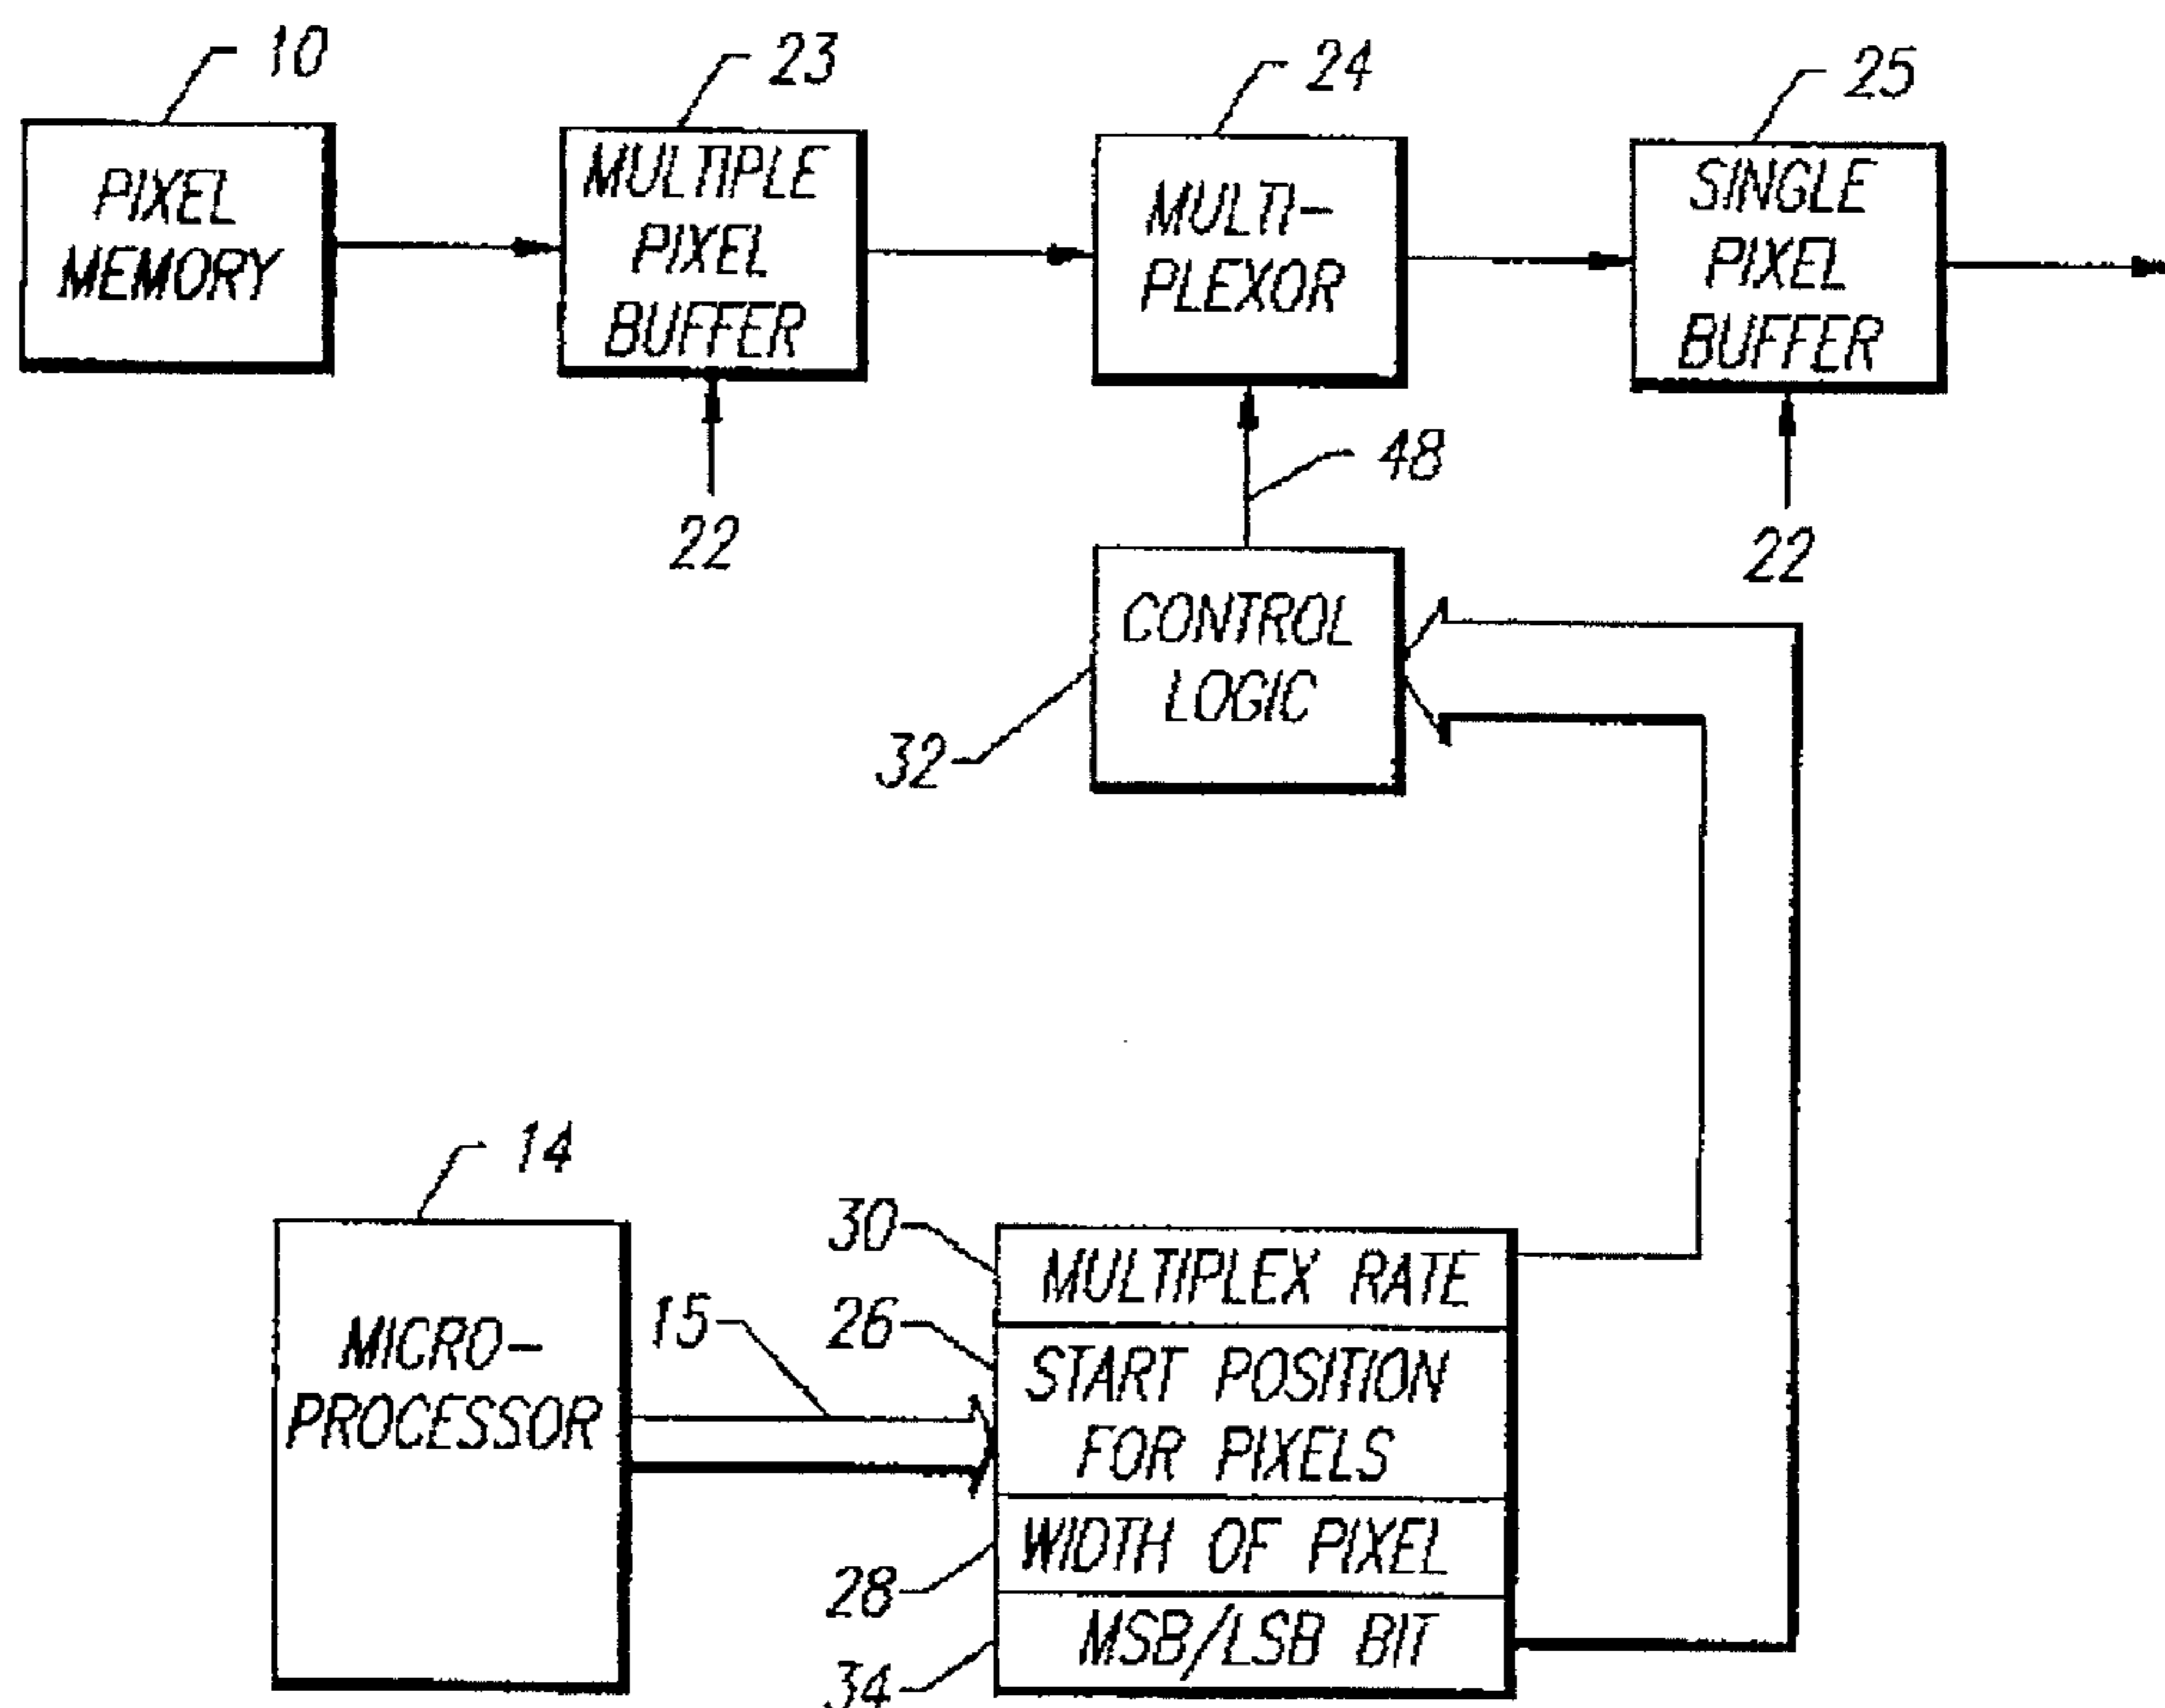 10
23
24
25
PIXEL
MEMORY
MULTIPLE
PIXEL
BUFFER
MULTI-
PLEXOR
SINGLE
PIXEL
BUFFER
48
22
22
CONTROL
LOGIC
32
14
MICRO-
PROCESSOR
15
30
MULTIPLEX RATE
26
START POSITION
FOR PIXELS
WIDTH OF PIXEL
28
MSB/LSB BIT
34